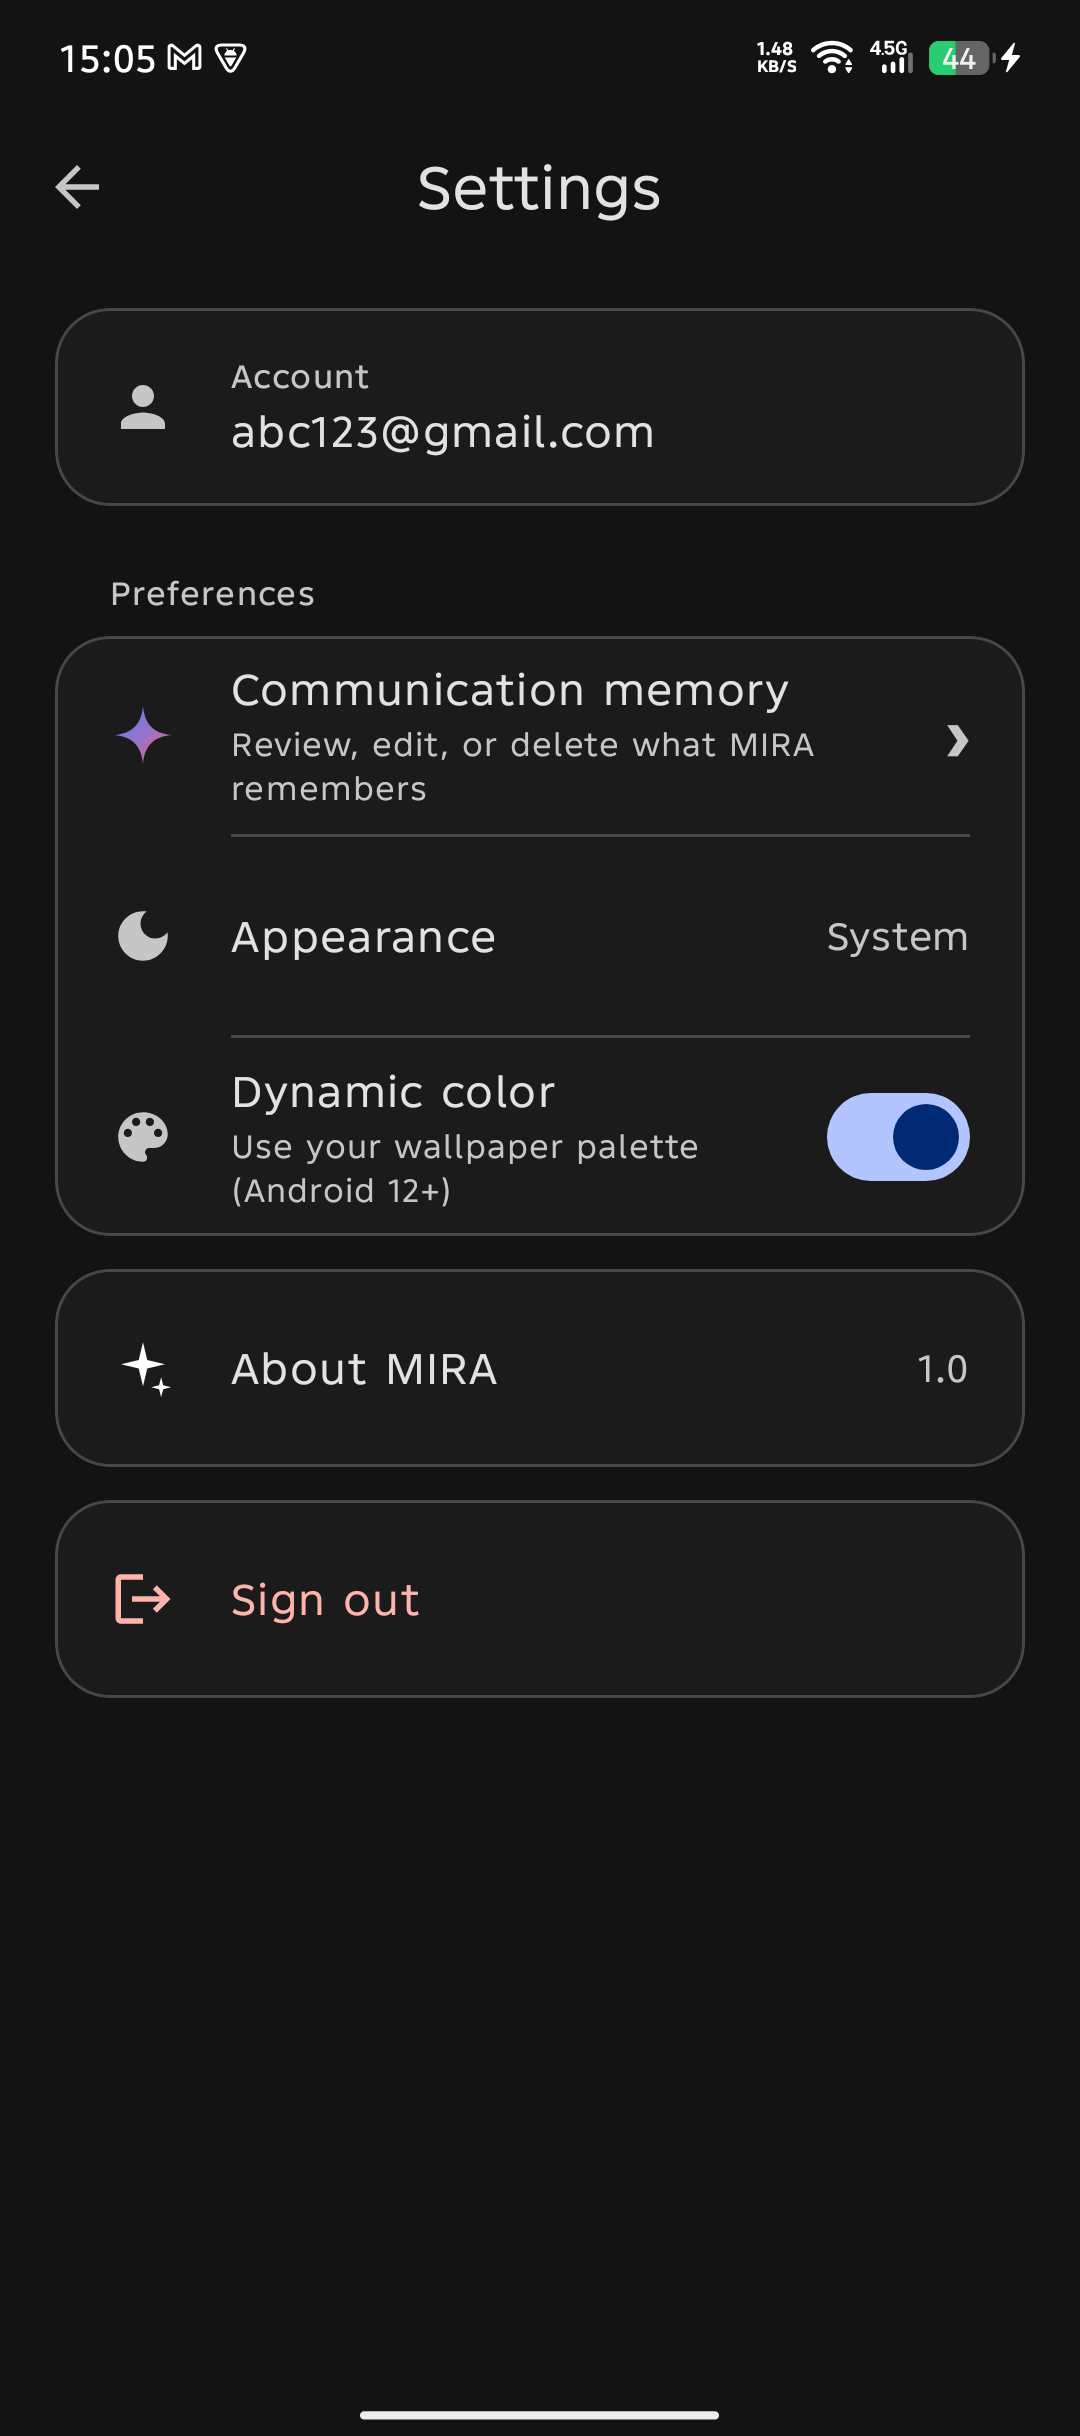 15:05
1.48 KB/S 4.5G 44
Settings
Account
abc123@gmail.com
Preferences
Communication memory
Review, edit, or delete what MIRA
remembers
Appearance System
Dynamic color
Use your wallpaper palette
(Android 12+)
About MIRA 1.0
Sign out